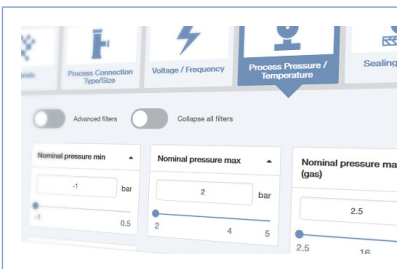 Process Connection
Type/Size
Voltage / Frequency
Process Pressure /
Temperature
Sealing
Advanced filters
Collapse all filters
Nominal pressure min
-1
bar
-1
0.5
Nominal pressure max
2
bar
2
4
5
Nominal pressure ma
(gas)
2.5
2.5
16